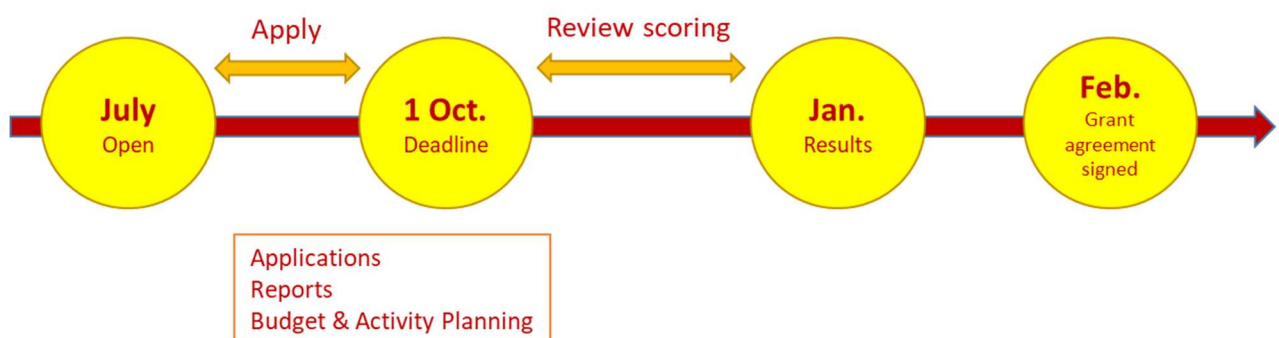 Apply
Review scoring
July
Open
1 Oct.
Deadline
Jan.
Results
Feb.
Grant
agreement
signed
Applications
Reports
Budget & Activity Planning